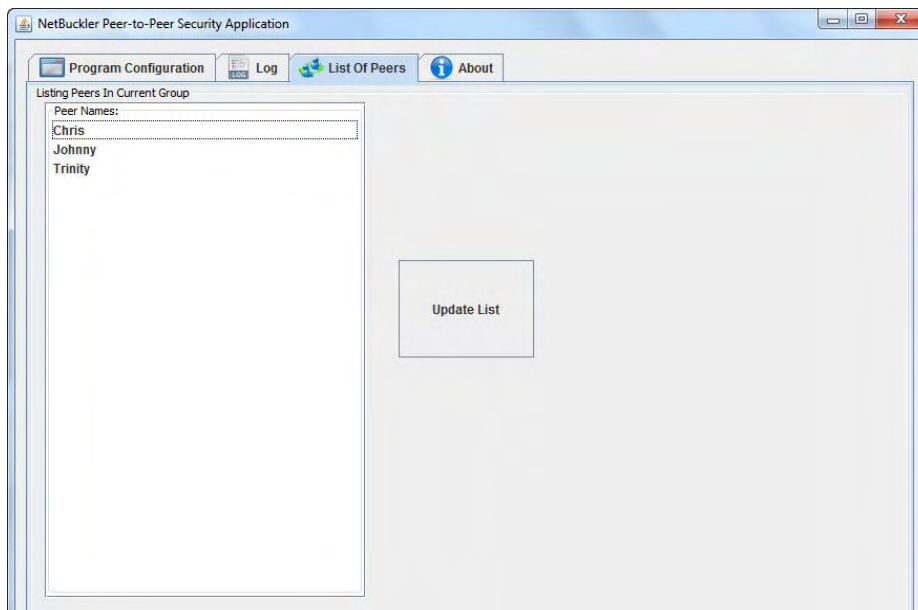 NetBuckler Peer-to-Peer Security Application
Program Configuration LOG Log List Of Peers About
Listing Peers In Current Group
Peer Names:
Chris
Johnny
Trinity
Update List